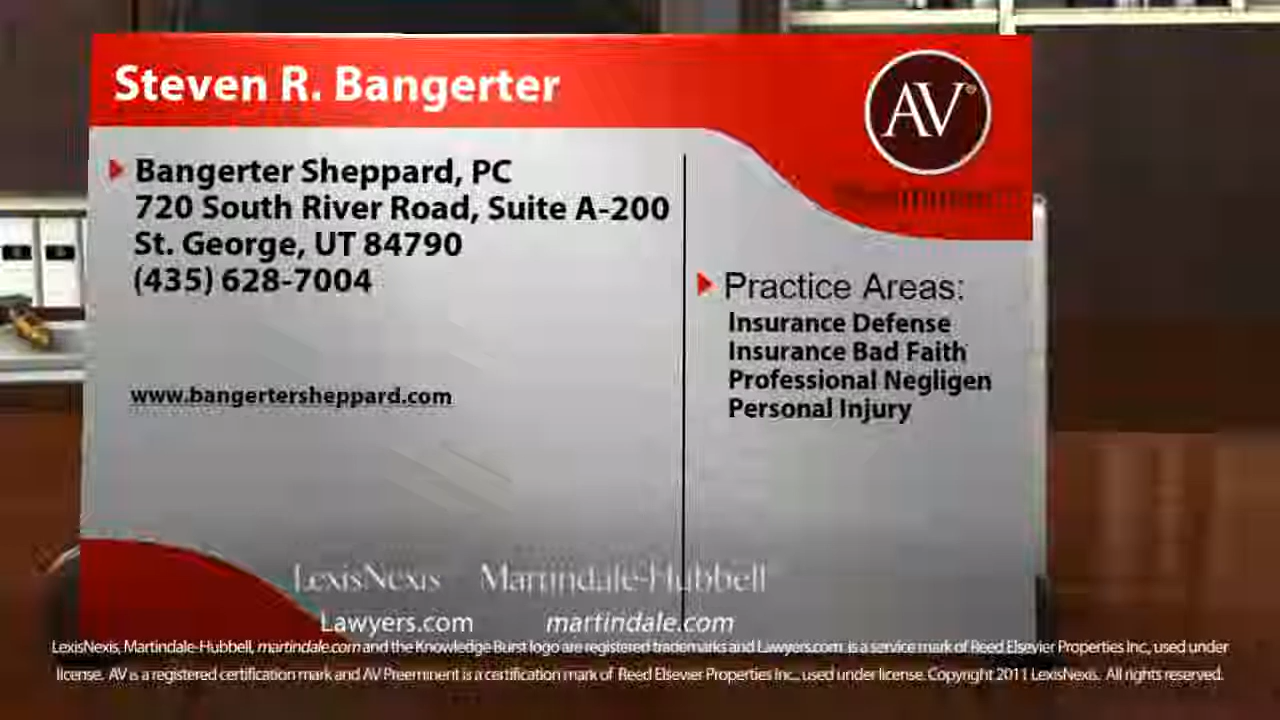 Steven R. Bangerter
AV®
Bangerter Sheppard, PC
720 South River Road, Suite A-200
St. George, UT 84790
(435) 628-7004
www.bangertersheppard.com
Practice Areas:
Insurance Defense
Insurance Bad Faith
Professional Negligen
Personal Injury
LexisNexis Martindale-Hubbell
Lawyers.com martindale.com
LexisNexis, Martindale-Hubbell, martindale.com and the Knowledge Burst logo are registered trademarks and Lawyers.com is a service mark of Reed Elsevier Properties Inc., used under
license. AV is a registered certification mark and AV Preeminent is a certification mark of Reed Elsevier Properties Inc., used under license. Copyright 2011 LexisNexis. All rights reserved.